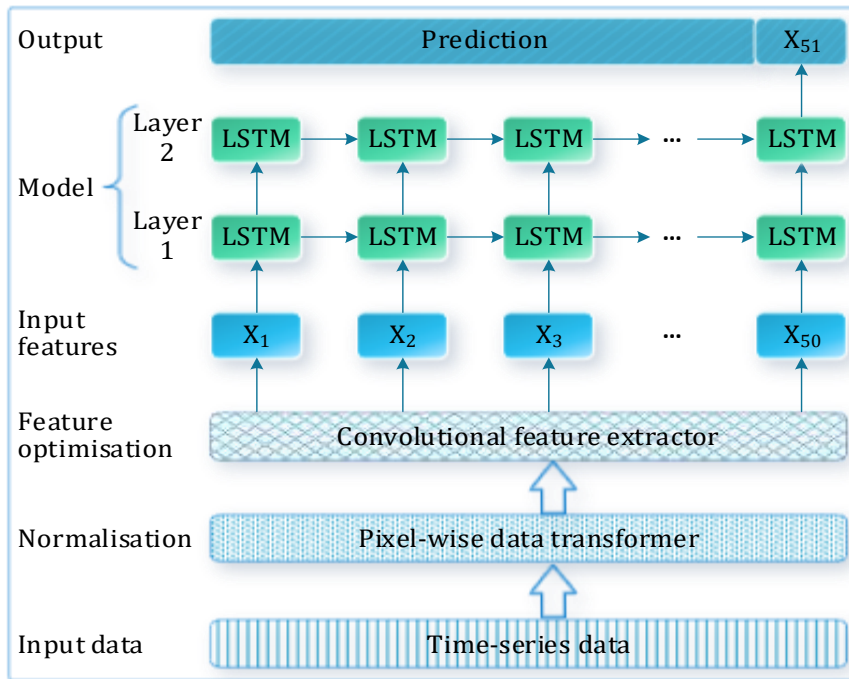 Output
Prediction
X₅₁
Layer
2
LSTM
LSTM
LSTM
...
LSTM
Model
Layer
1
LSTM
LSTM
LSTM
...
LSTM
Input
features
X₁
X₂
X₃
...
X₅₀
Feature
optimisation
Convolutional feature extractor
Normalisation
Pixel-wise data transformer
Input data
Time-series data